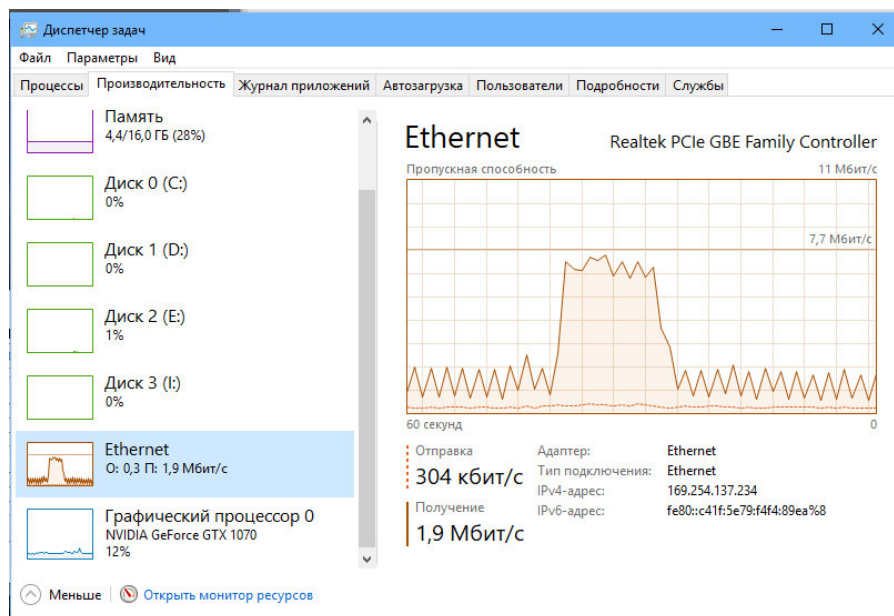 Диспетчер задач
Файл Параметры Вид
Процессы Производительность Журнал приложений Автозагрузка Пользователи Подробности Службы
Память
4,4/16,0 ГБ (28%)
Диск 0 (C:)
0%
Диск 1 (D:)
0%
Диск 2 (E:)
1%
Диск 3 (I:)
0%
Ethernet
О: 0,3 П: 1,9 Мбит/с
Графический процессор 0
NVIDIA GeForce GTX 1070
12%
Ethernet Realtek PCIe GBE Family Controller
Пропускная способность 11 Мбит/с
7,7 Мбит/с
60 секунд 0
Отправка
304 кбит/с
Получение
1,9 Мбит/с
Адаптер: Ethernet
Тип подключения: Ethernet
IPv4-адрес: 169.254.137.234
IPv6-адрес: fe80::c41f:5e79:f4f4:89ea%8
Меньше Открыть монитор ресурсов